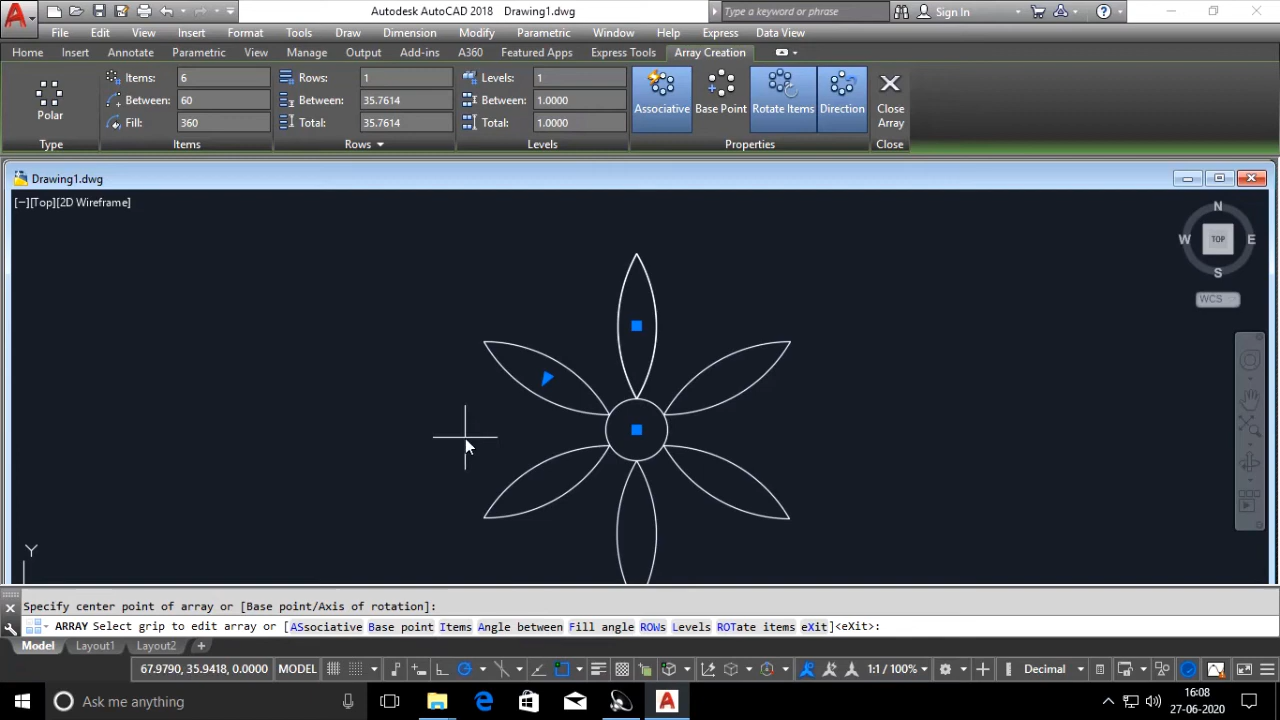 Autodesk AutoCAD 2018 Drawing1.dwg
Type a keyword or phrase
Sign In
File Edit View Insert Format Tools Draw Dimension Modify Parametric Window Help Express Data View
Home Insert Annotate Parametric View Manage Output Add-ins A360 Featured Apps Express Tools Array Creation
Items: 6 Rows: 1 Levels: 1
Between: 60 Between: 35.7614 Between: 1.0000
Fill: 360 Total: 35.7614 Total: 1.0000
Polar
Associative Base Point Rotate Items Direction Close
Array
Type Items Rows Levels Properties Close
Drawing1.dwg
[−][Top][2D Wireframe]
N
W TOP E
S
WCS
Y
Specify center point of array or [Base point/Axis of rotation]:
ARRAY Select grip to edit array or [ASsociative Base point Items Angle between Fill angle ROWs Levels ROTate items eXit]<eXit>:
Model Layout1 Layout2 +
67.9790, 35.9418, 0.0000 MODEL 1:1 / 100% Decimal
Ask me anything
16:08
27-06-2020